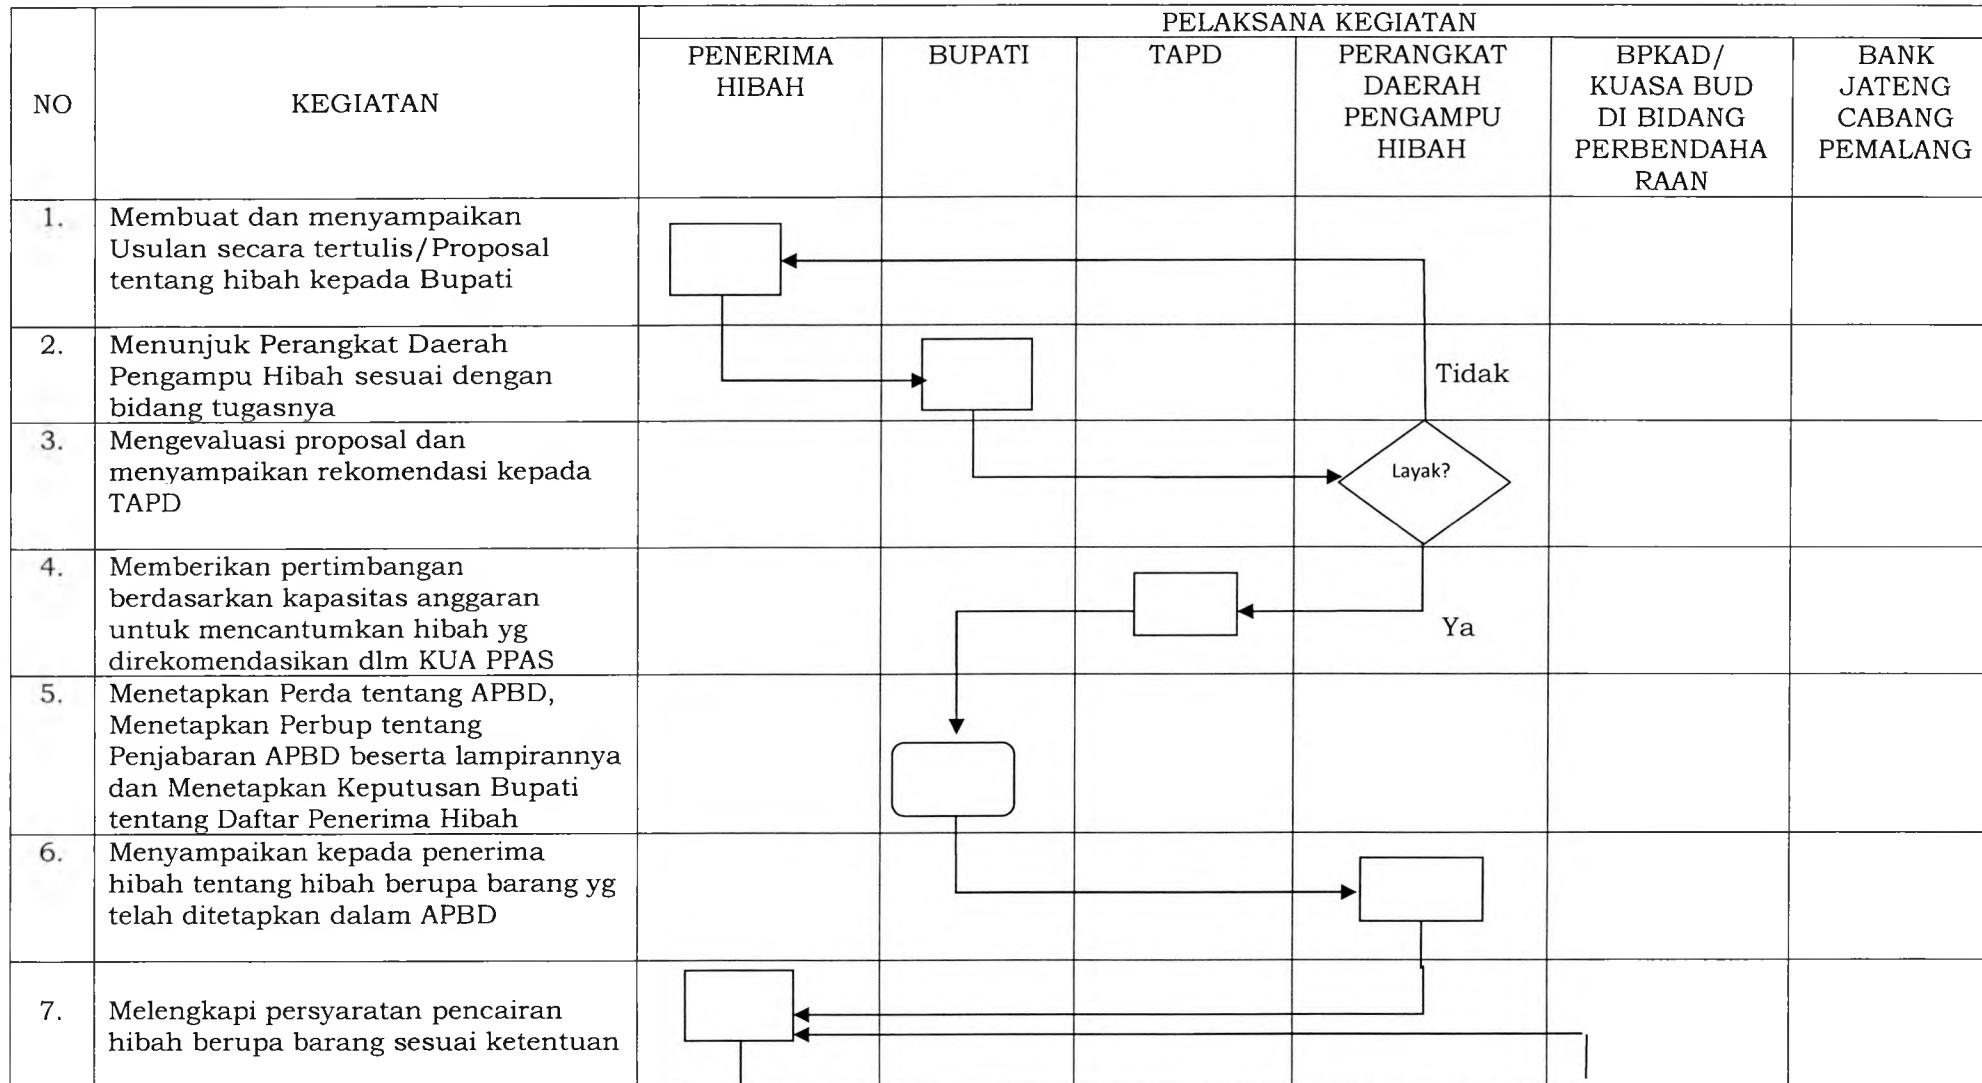 NO
KEGIATAN
PELAKSANA KEGIATAN
PENERIMA
HIBAH
BUPATI
TAPD
PERANGKAT
DAERAH
PENGAMPU
HIBAH
BPKAD/
KUASA BUD
DI BIDANG
PERBENDAHA
RAAN
BANK
JATENG
CABANG
PEMALANG
1.
Membuat dan menyampaikan
Usulan secara tertulis/Proposal
tentang hibah kepada Bupati
2.
Menunjuk Perangkat Daerah
Pengampu Hibah sesuai dengan
bidang tugasnya
Tidak
3.
Mengevaluasi proposal dan
menyampaikan rekomendasi kepada
TAPD
Layak?
4.
Memberikan pertimbangan
berdasarkan kapasitas anggaran
untuk mencantumkan hibah yg
direkomendasikan dlm KUA PPAS
Ya
5.
Menetapkan Perda tentang APBD,
Menetapkan Perbup tentang
Penjabaran APBD beserta lampirannya
dan Menetapkan Keputusan Bupati
tentang Daftar Penerima Hibah
6.
Menyampaikan kepada penerima
hibah tentang hibah berupa barang yg
telah ditetapkan dalam APBD
7.
Melengkapi persyaratan pencairan
hibah berupa barang sesuai ketentuan